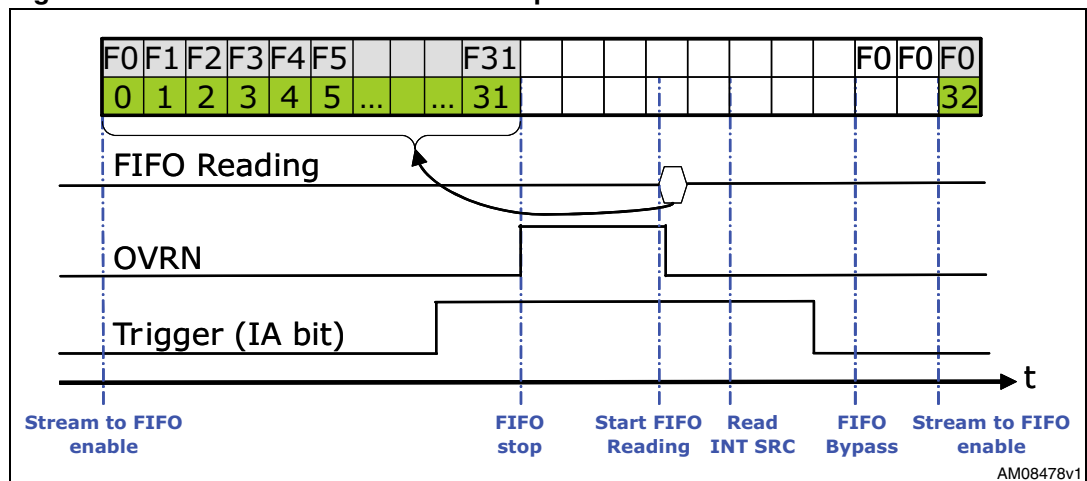 F0 F1 F2 F3 F4 F5 F31 F0 F0 F0
0 1 2 3 4 5 ... ... 31 32
FIFO Reading
OVRN
Trigger (IA bit)
t
Stream to FIFO
enable
FIFO
stop
Start FIFO
Reading
Read
INT SRC
FIFO
Bypass
Stream to FIFO
enable
AM08478v1